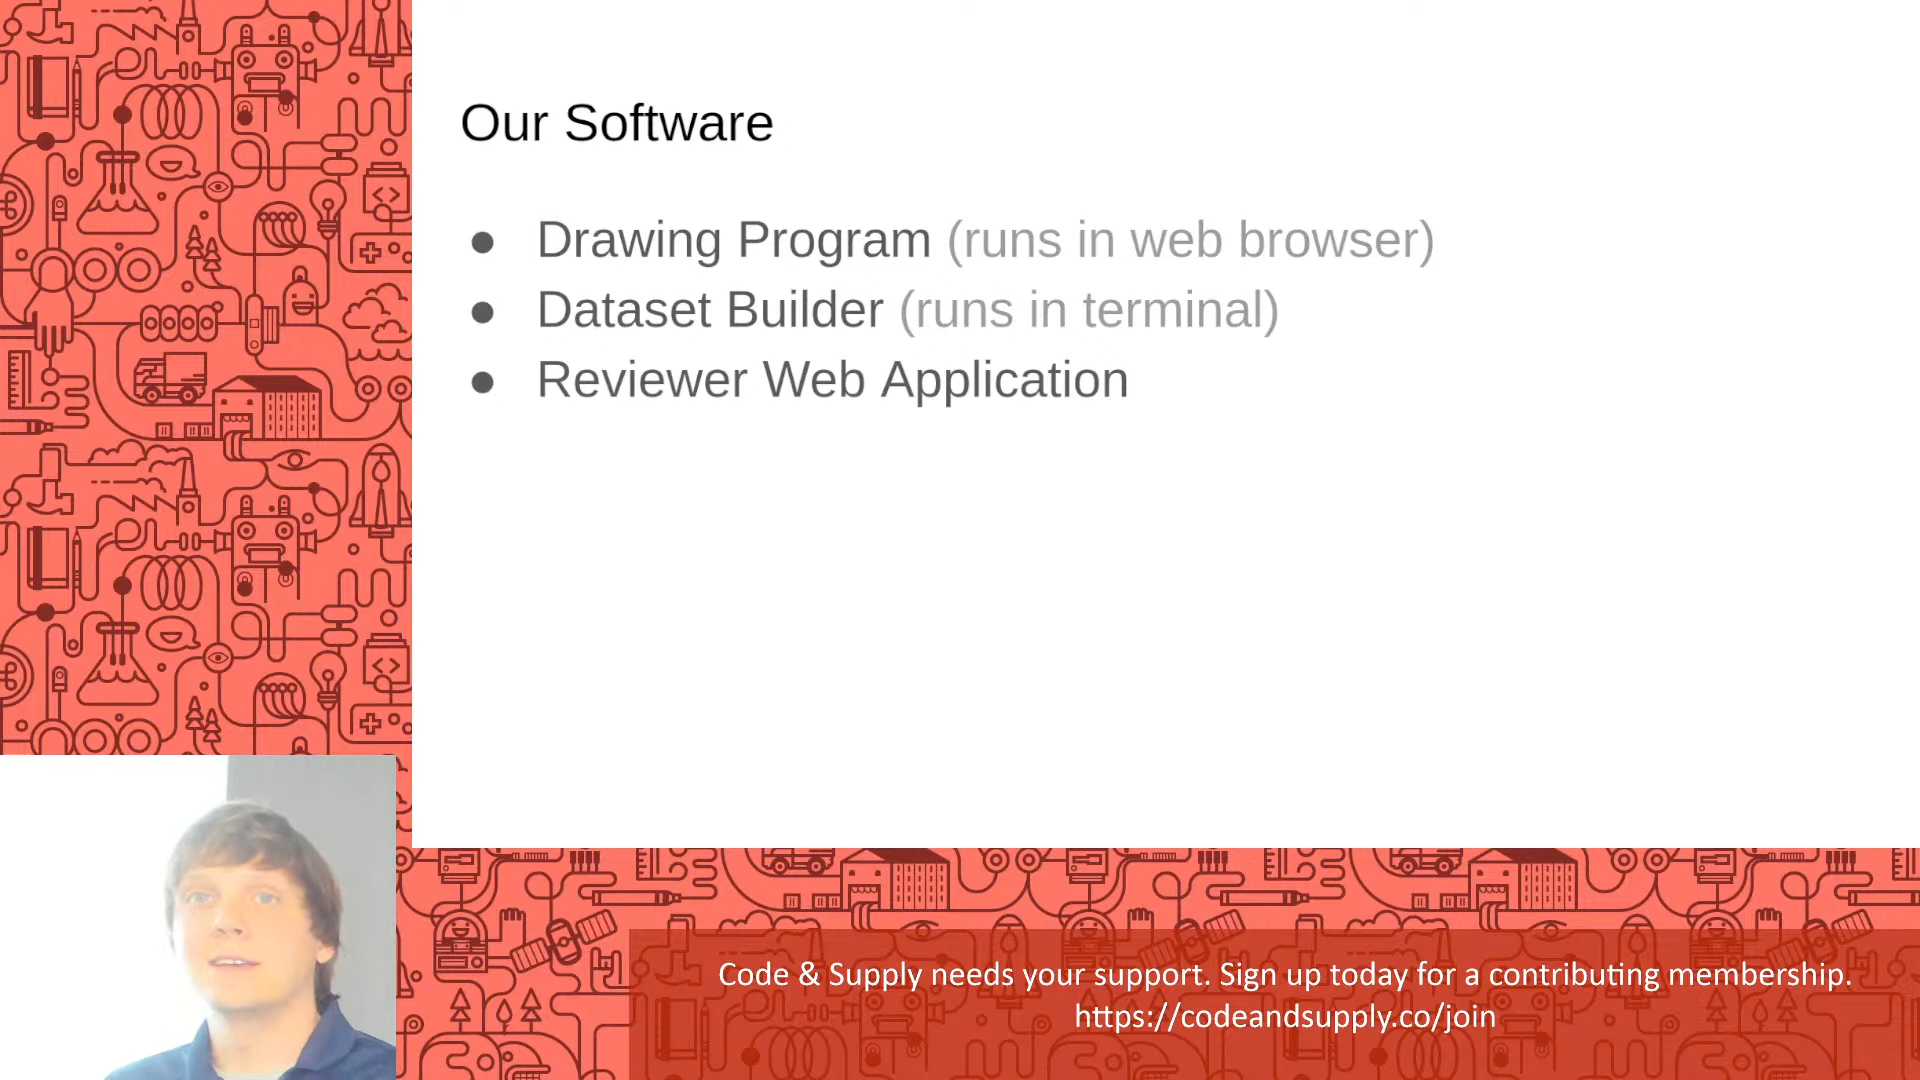 Our Software
● Drawing Program (runs in web browser)
● Dataset Builder (runs in terminal)
● Reviewer Web Application
Code & Supply needs your support. Sign up today for a contributing membership.
https://codeandsupply.co/join